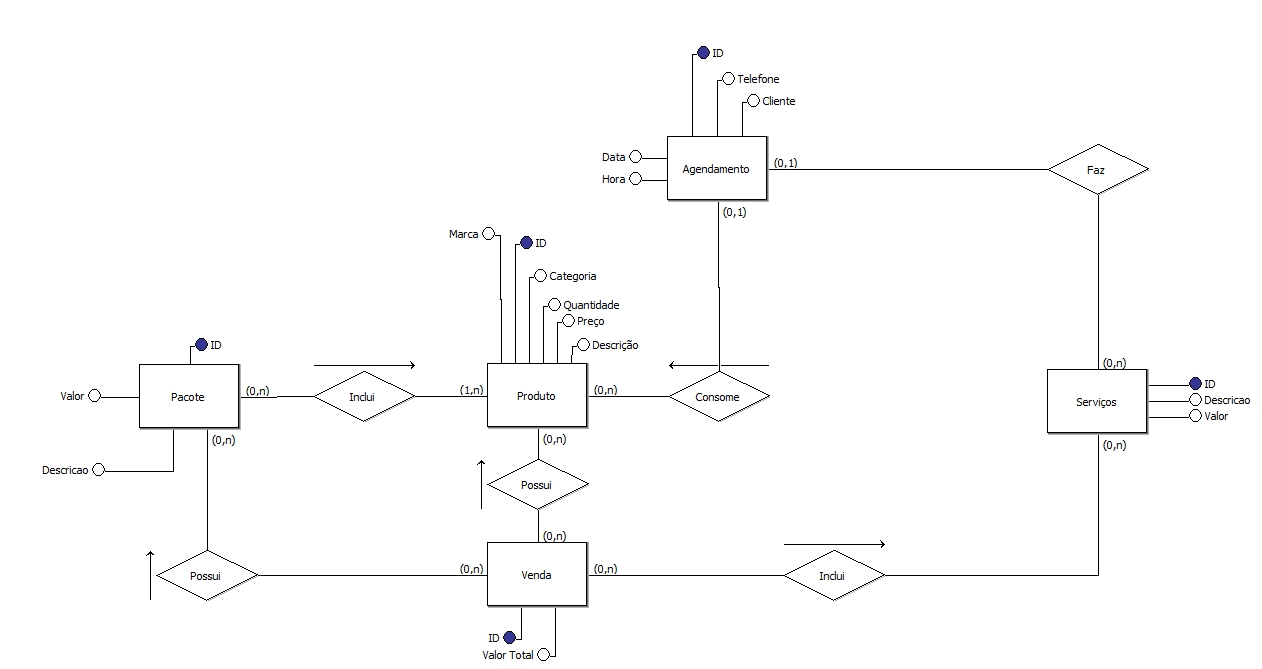 ID
Telefone
Cliente
Data
(0,1)
Agendamento
Faz
Hora
(0,1)
Marca
ID
Categoria
Quantidade
Preço
ID
Descrição
(0,n)
Valor
(0,n)
(1,n)
(0,n)
ID
Pacote
Inclui
Produto
Consome
Serviços
Descricao
Valor
(0,n)
(0,n)
(0,n)
Descricao
Possui
(0,n)
(0,n)
(0,n)
Possui
Venda
Inclui
ID
Valor Total